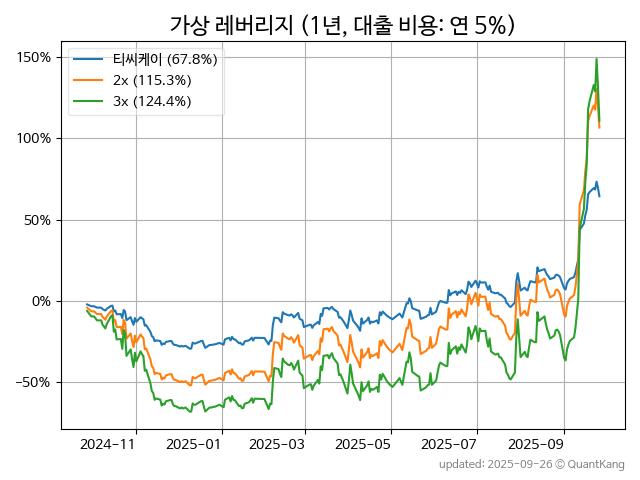 가상 레버리지 (1년, 대출 비용: 연 5%)
티씨케이 (67.8%)
2x (115.3%)
3x (124.4%)
150%
100%
50%
0%
−50%
2024-11
2025-01
2025-03
2025-05
2025-07
2025-09
updated: 2025-09-26 © QuantKang